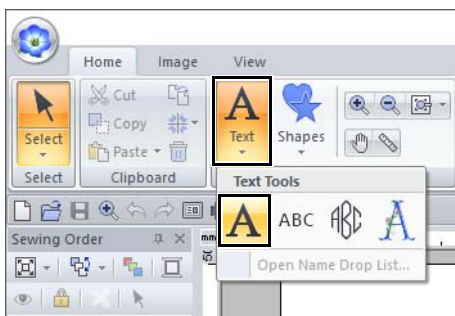 Home Image View
Select
Cut
Copy
Paste
Text
Shapes
Select
Clipboard
Text Tools
ABC
Open Name Drop List...
Sewing Order
mm